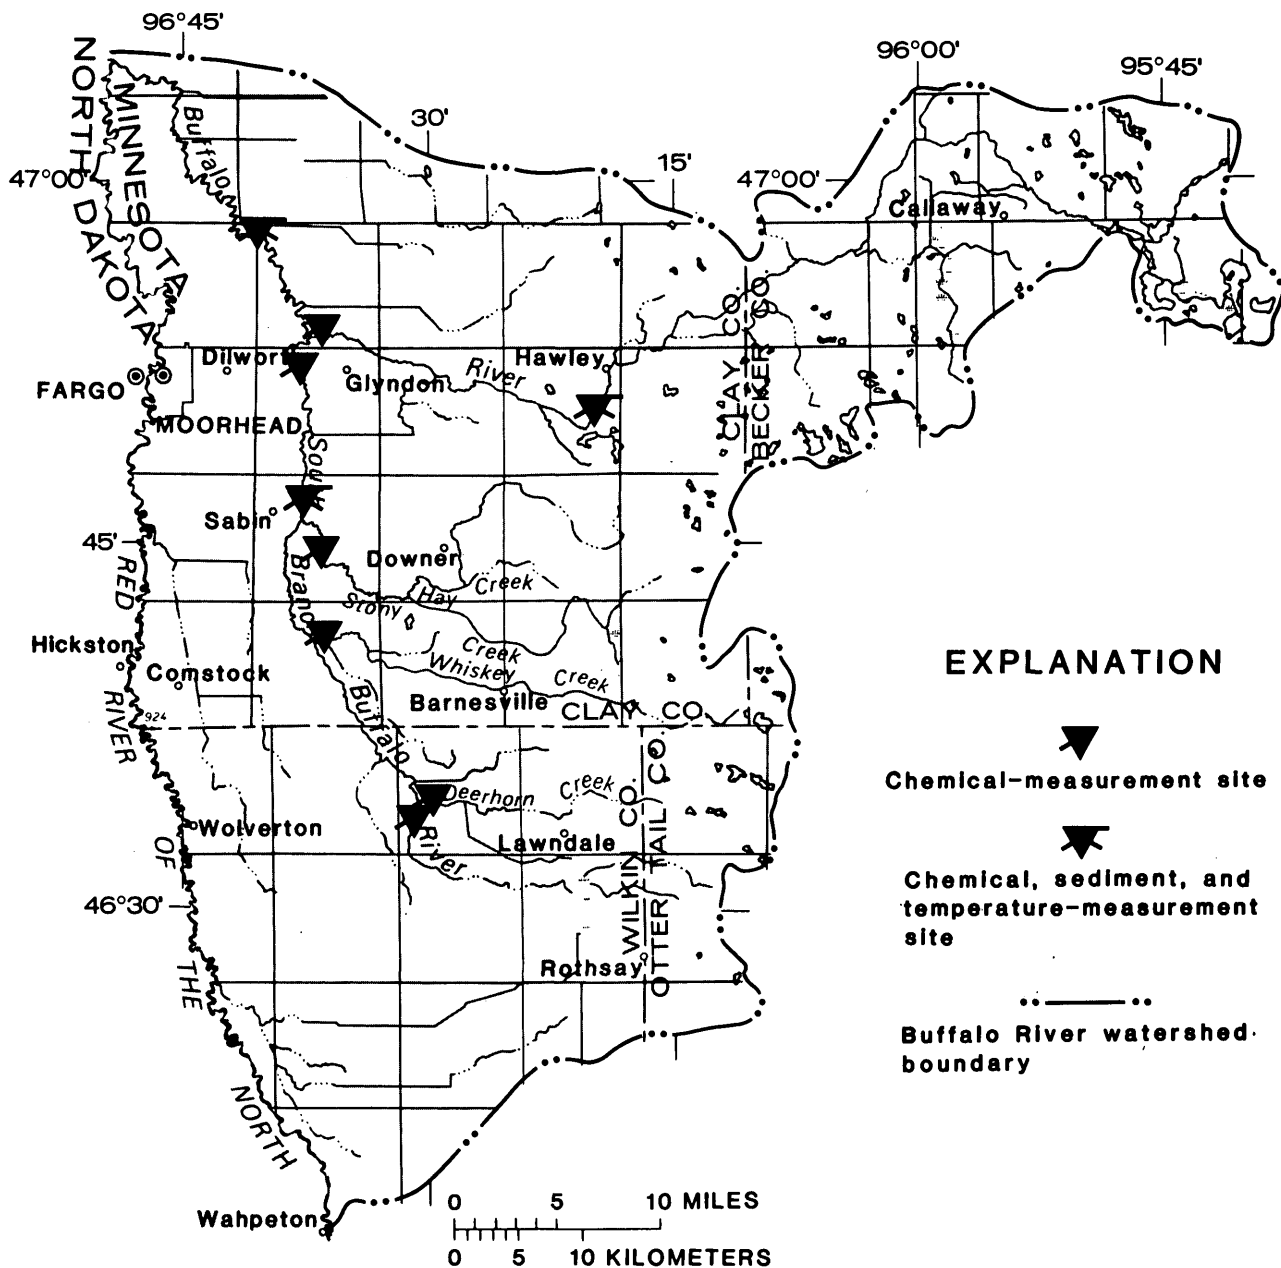 96°45'
96°00'
95°45'
NORTH DAKOTA
MINNESOTA
Buffalo
30'
15'
47°00'
47°00'
Callaway
Dilworth
Hawley
CLAY CO.
BECKER CO.
FARGO
Glyndon
River
MOORHEAD
South
Sabin
45'
Downer
RED
Branch
Hay
Creek
Stony
Creek
Hickston
Whiskey
Creek
Comstock
Barnesville
CLAY CO.
RIVER
924
Buffalo
Deerhorn
Creek
Wolverton
River
Lawndale
WILKIN CO.
OTTER TAIL CO.
OF
46°30'
THE
Rothsay
NORTH
Wahpeton
EXPLANATION
Chemical-measurement site
Chemical, sediment, and
temperature-measurement
site
Buffalo River watershed
boundary
0 5 10 MILES
0 5 10 KILOMETERS